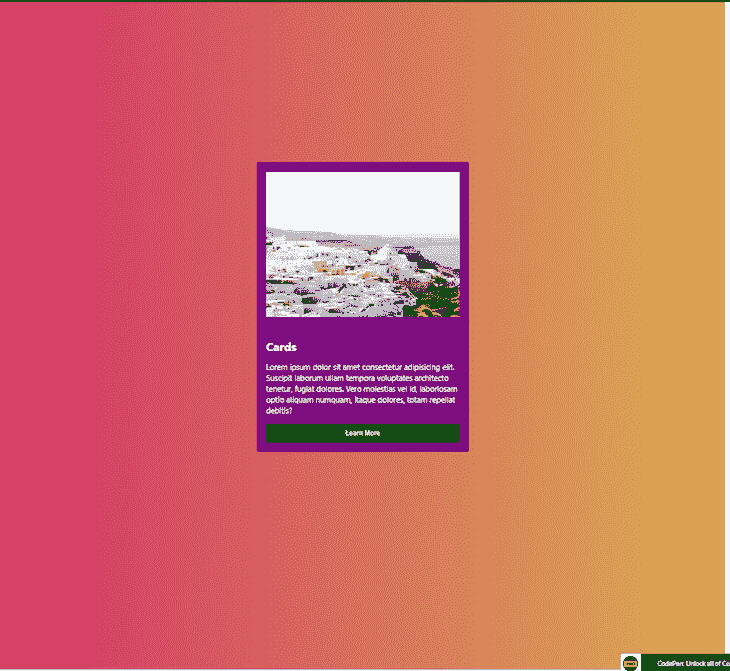 Cards
Lorem ipsum dolor sit amet consectetur adipisicing elit.
Suscipit laborum ullam tempora voluptates architecto
tenetur, fugiat dolores. Vero molestias vel id, laboriosam
optio aliquam numquam, itaque dolores, totam repellat
debitis?
Learn More
CodePen: Unlock all of Co